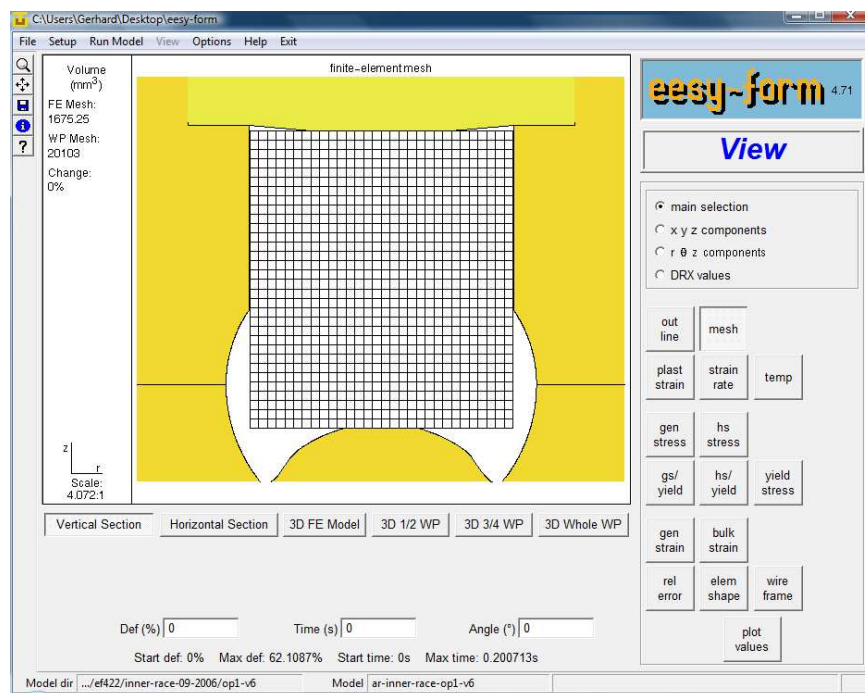 C:\Users\Gerhard\Desktop\eesy-form
File Setup Run Model View Options Help Exit
Volume
(mm³)
FE Mesh:
1675.25
WP Mesh:
20103
Change:
0%
finite-element mesh
z
r
Scale:
4.072:1
eesy-form 4.71
View
main selection
x y z components
r θ z components
DRX values
out
line
mesh
plast
strain
strain
rate
temp
gen
stress
hs
stress
gs/
yield
hs/
yield
yield
stress
gen
strain
bulk
strain
rel
error
elem
shape
wire
frame
plot
values
Vertical Section Horizontal Section 3D FE Model 3D 1/2 WP 3D 3/4 WP 3D Whole WP
Def (%) 0 Time (s) 0 Angle (°) 0
Start def: 0% Max def: 62.1087% Start time: 0s Max time: 0.200713s
Model dir .../ef422/inner-race-09-2006/op1-v6 Model ar-inner-race-op1-v6